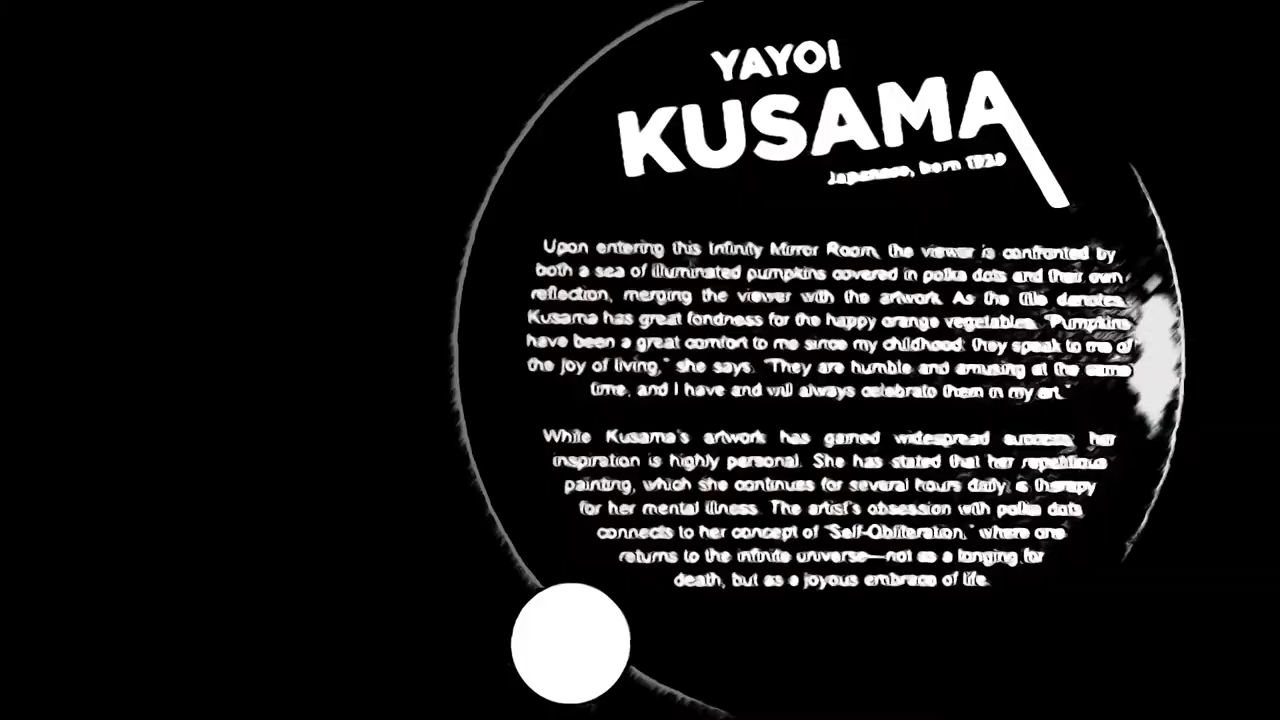 YAYOI
KUSAMA
Japanese, born 1929
Upon entering this Infinity Mirror Room, the viewer is confronted by
both a sea of illuminated pumpkins covered in polka dots and their own
reflection, merging the viewer with the artwork. As the title denotes,
Kusama has great fondness for the happy orange vegetables. "Pumpkins
have been a great comfort to me since my childhood; they speak to me of
the joy of living," she says. "They are humble and amusing at the same
time, and I have and will always celebrate them in my art."
While Kusama's artwork has gained widespread success, her
inspiration is highly personal. She has stated that her repetitious
painting, which she continues for several hours daily, is therapy
for her mental illness. The artist's obsession with polka dots
connects to her concept of "Self-Obliteration," where one
returns to the infinite universe—not as a longing for
death, but as a joyous embrace of life.